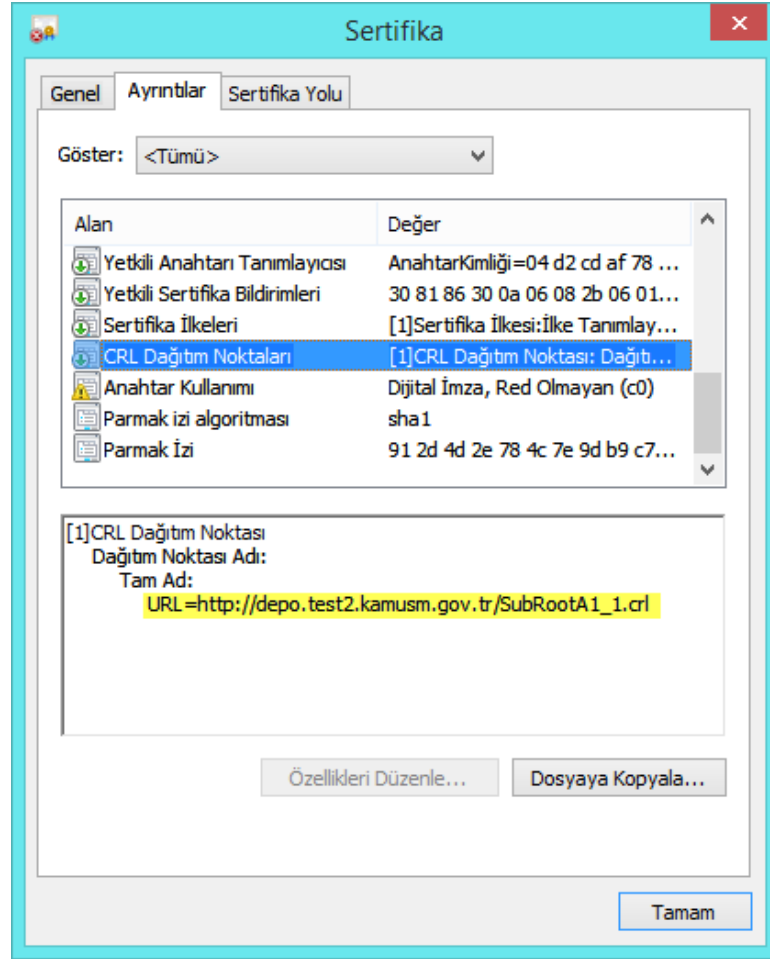 Sertifika
Genel Ayrıntılar Sertifika Yolu
Göster: <Tümü>
Alan Değer
Yetkili Anahtarı Tanımlayıcısı AnahtarKimliği=04 d2 cd af 78 ...
Yetkili Sertifika Bildirimleri 30 81 86 30 0a 06 08 2b 06 01...
Sertifika İlkeleri [1]Sertifika İlkesi:İlke Tanımlay...
CRL Dağıtım Noktaları [1]CRL Dağıtım Noktası: Dağıtı...
Anahtar Kullanımı Dijital İmza, Red Olmayan (c0)
Parmak izi algoritması sha1
Parmak İzi 91 2d 4d 2e 78 4c 7e 9d b9 c7...
[1]CRL Dağıtım Noktası
Dağıtım Noktası Adı:
Tam Ad:
URL=http://depo.test2.kamusm.gov.tr/SubRootA1_1.crl
Özellikleri Düzenle... Dosyaya Kopyala...
Tamam